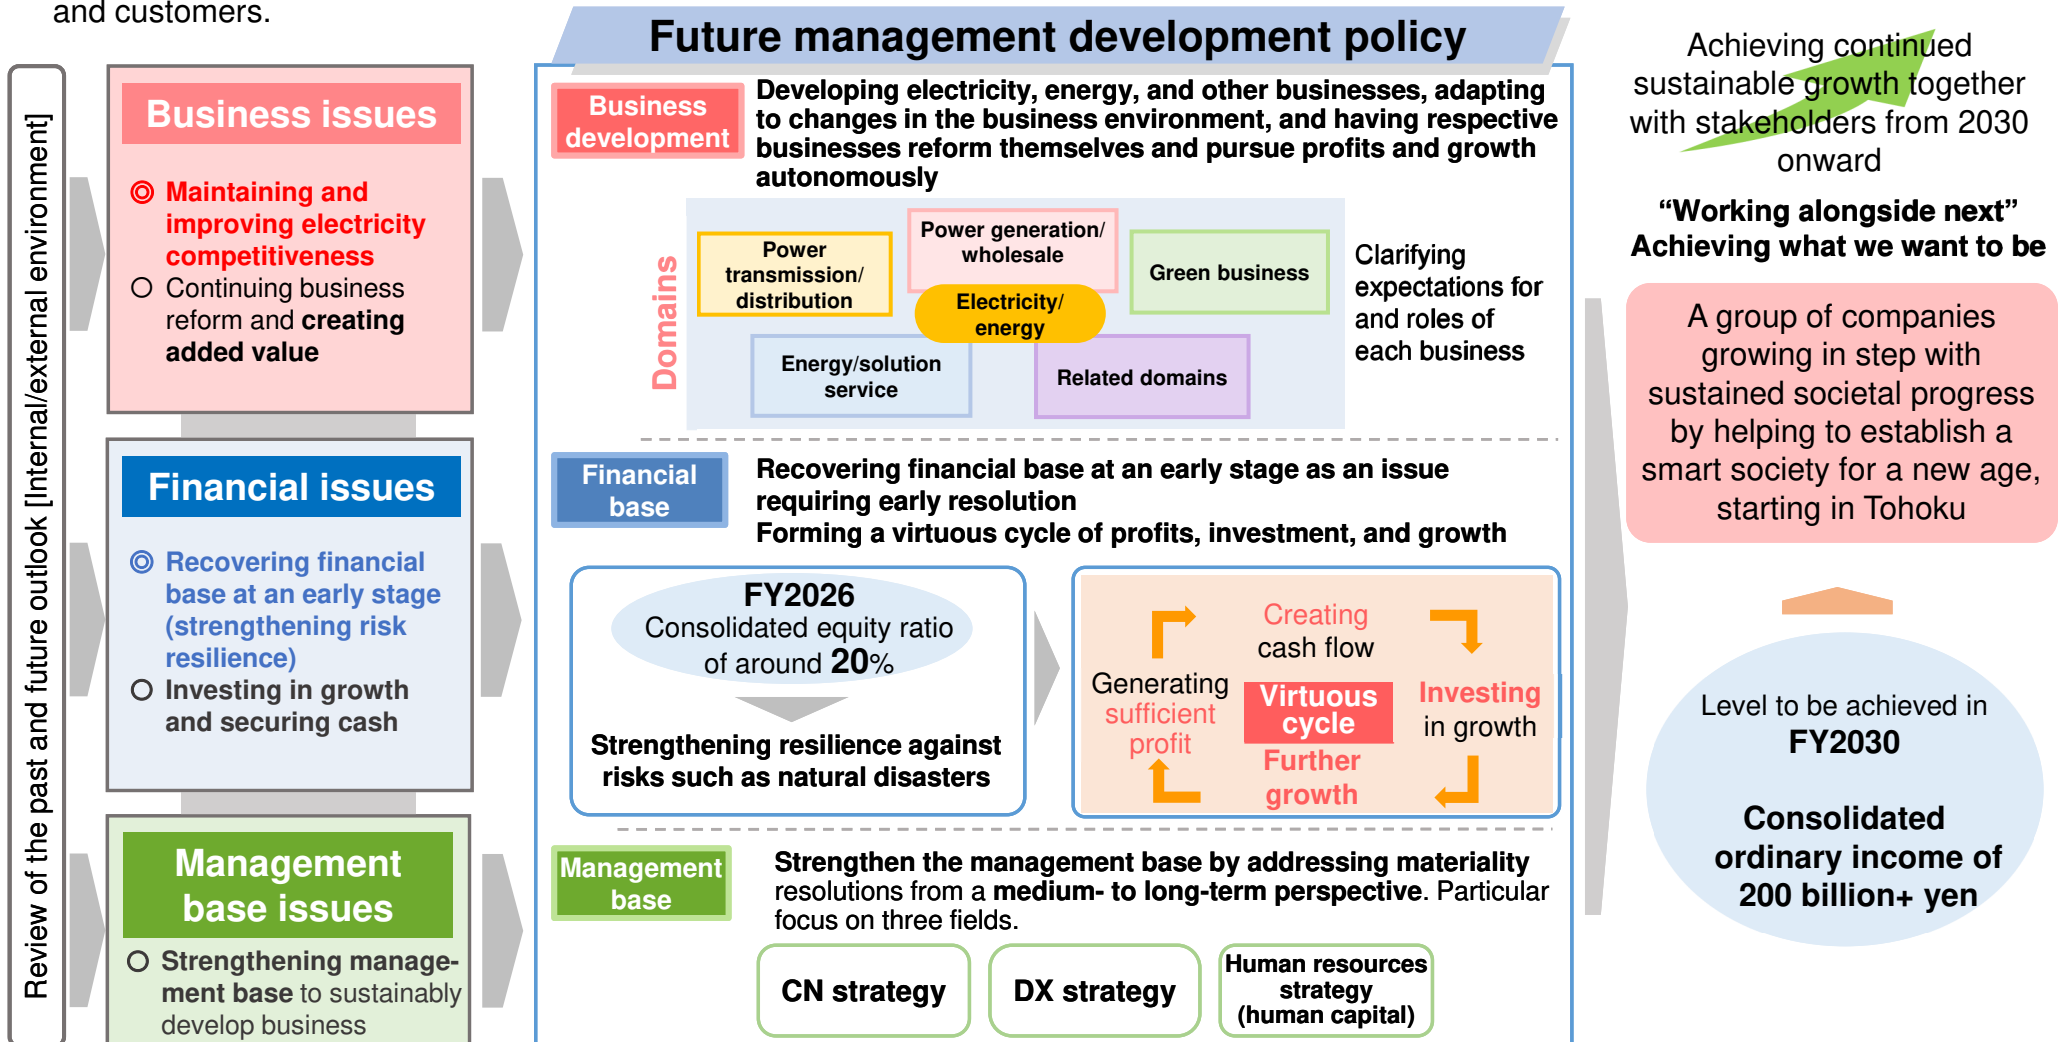 and customers.
Review of the past and future outlook [Internal/external environment]
Business issues
◎ Maintaining and
improving electricity
competitiveness
○ Continuing business
reform and creating
added value
Financial issues
◎ Recovering financial
base at an early stage
(strengthening risk
resilience)
○ Investing in growth
and securing cash
Management
base issues
○ Strengthening manage-
ment base to sustainably
develop business
Future management development policy
Business
development
Developing electricity, energy, and other businesses, adapting
to changes in the business environment, and having respective
businesses reform themselves and pursue profits and growth
autonomously
Domains
Power
transmission/
distribution
Power generation/
wholesale
Green business
Electricity/
energy
Energy/solution
service
Related domains
Clarifying
expectations for
and roles of
each business
Financial
base
Recovering financial base at an early stage as an issue
requiring early resolution
Forming a virtuous cycle of profits, investment, and growth
FY2026
Consolidated equity ratio
of around 20%
Strengthening resilience against
risks such as natural disasters
Creating
cash flow
Generating
sufficient
profit
Virtuous
cycle
Investing
in growth
Further
growth
Management
base
Strengthen the management base by addressing materiality
resolutions from a medium- to long-term perspective. Particular
focus on three fields.
CN strategy
DX strategy
Human resources
strategy
(human capital)
Achieving continued
sustainable growth together
with stakeholders from 2030
onward
“Working alongside next”
Achieving what we want to be
A group of companies
growing in step with
sustained societal progress
by helping to establish a
smart society for a new age,
starting in Tohoku
Level to be achieved in
FY2030
Consolidated
ordinary income of
200 billion+ yen